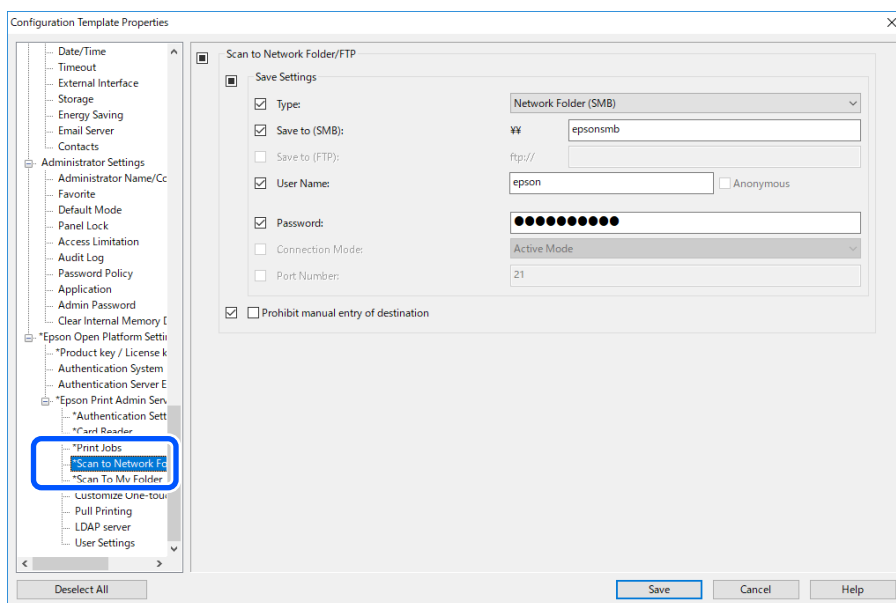 Configuration Template Properties
Date/Time
Timeout
External Interface
Storage
Energy Saving
Email Server
Contacts
Administrator Settings
Administrator Name/Cc
Favorite
Default Mode
Panel Lock
Access Limitation
Audit Log
Password Policy
Application
Admin Password
Clear Internal Memory D
*Epson Open Platform Settii
*Product key / License k
Authentication System
Authentication Server E
*Epson Print Admin Serv
*Authentication Sett
*Card Reader
*Print Jobs
*Scan to Network Fo
*Scan To My Folder
Customize One-touc
Pull Printing
LDAP server
User Settings
Scan to Network Folder/FTP
Save Settings
Type: Network Folder (SMB)
Save to (SMB): ¥¥ epsonsmb
Save to (FTP): ftp://
User Name: epson Anonymous
Password: ●●●●●●●●●●
Connection Mode: Active Mode
Port Number: 21
Prohibit manual entry of destination
Deselect All Save Cancel Help